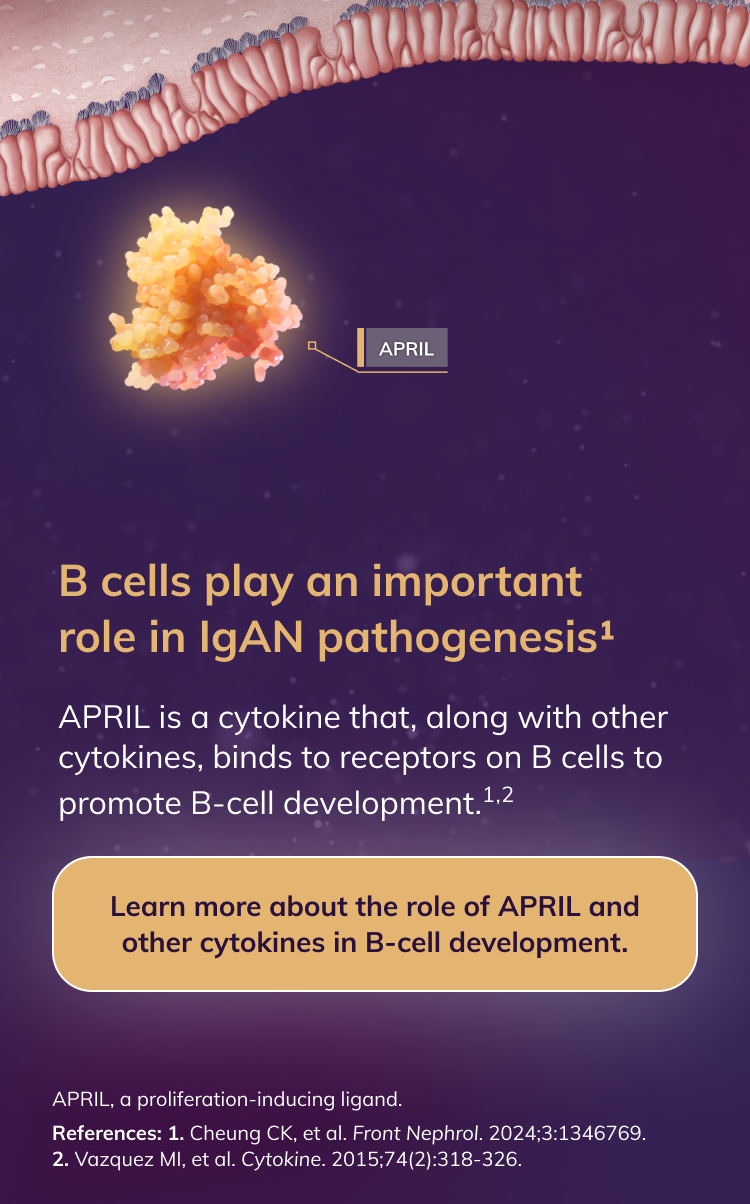 APRIL
B cells play an important
role in IgAN pathogenesis¹
APRIL is a cytokine that, along with other
cytokines, binds to receptors on B cells to
promote B-cell development.¹,²
Learn more about the role of APRIL and
other cytokines in B-cell development.
APRIL, a proliferation-inducing ligand.
References: 1. Cheung CK, et al. Front Nephrol. 2024;3:1346769.
2. Vazquez MI, et al. Cytokine. 2015;74(2):318-326.